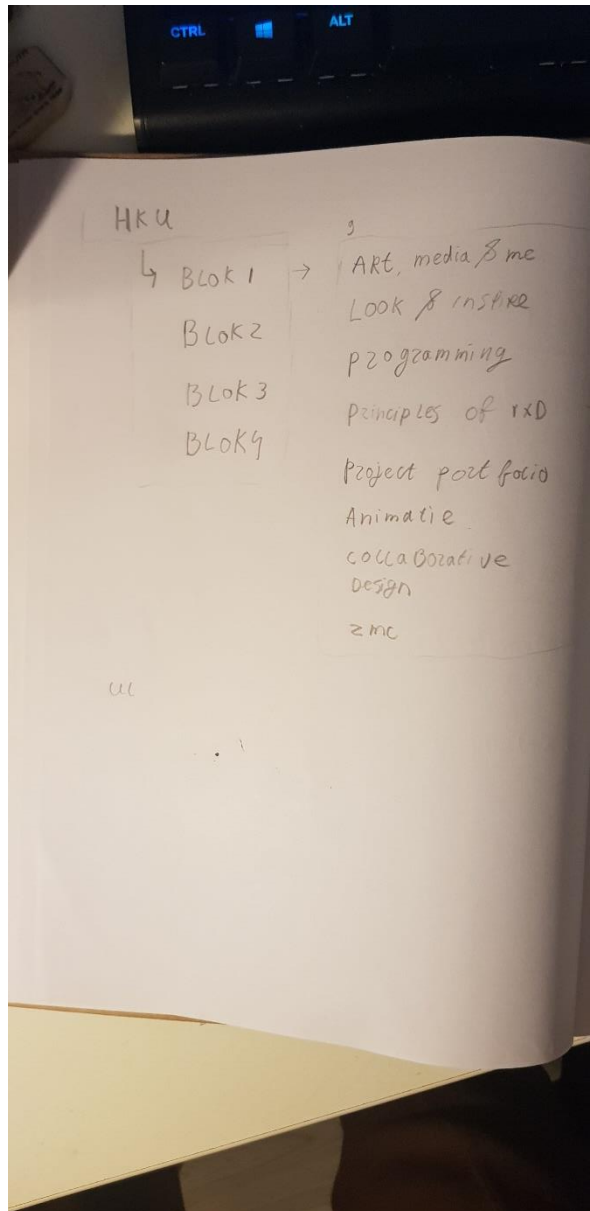 CTRL
ALT
HKU
↳ BLOK 1 →
BLOK 2
BLOK 3
BLOK 4
ARt, media & me
LOOK & inspire
programming
principles of IXD
Project portfolio
Animatie
collaborative
Design